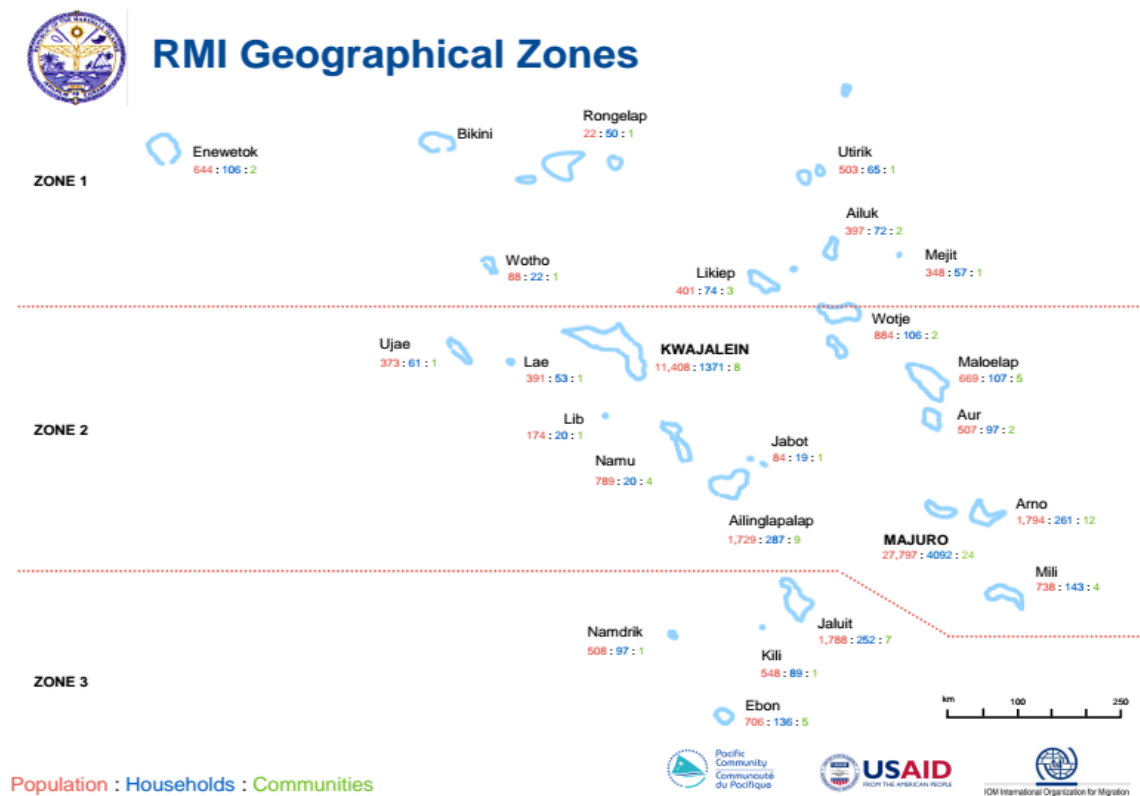 RMI Geographical Zones
Rongelap
22 : 50 : 1
Bikini
Enewetok
644 : 106 : 2
Utirik
503 : 65 : 1
ZONE 1
Ailuk
397 : 72 : 2
Mejit
348 : 57 : 1
Wotho
88 : 22 : 1
Likiep
401 : 74 : 3
Wotje
884 : 106 : 2
Ujae
373 : 61 : 1
KWAJALEIN
11,408 : 1371 : 8
Lae
391 : 53 : 1
Maloelap
669 : 107 : 5
Lib
174 : 20 : 1
Aur
507 : 97 : 2
ZONE 2
Jabot
84 : 19 : 1
Namu
789 : 20 : 4
Arno
1,794 : 261 : 12
Ailinglapalap
1,729 : 287 : 9
MAJURO
27,797 : 4092 : 24
Mili
738 : 143 : 4
Jaluit
1,788 : 252 : 7
Namdrik
508 : 97 : 1
Kili
548 : 89 : 1
ZONE 3
Ebon
706 : 136 : 5
km 100 250
Pacific
Community
Communauté
du Pacifique
USAID
FROM THE AMERICAN PEOPLE
IOM International Organization for Migration
Population : Households : Communities